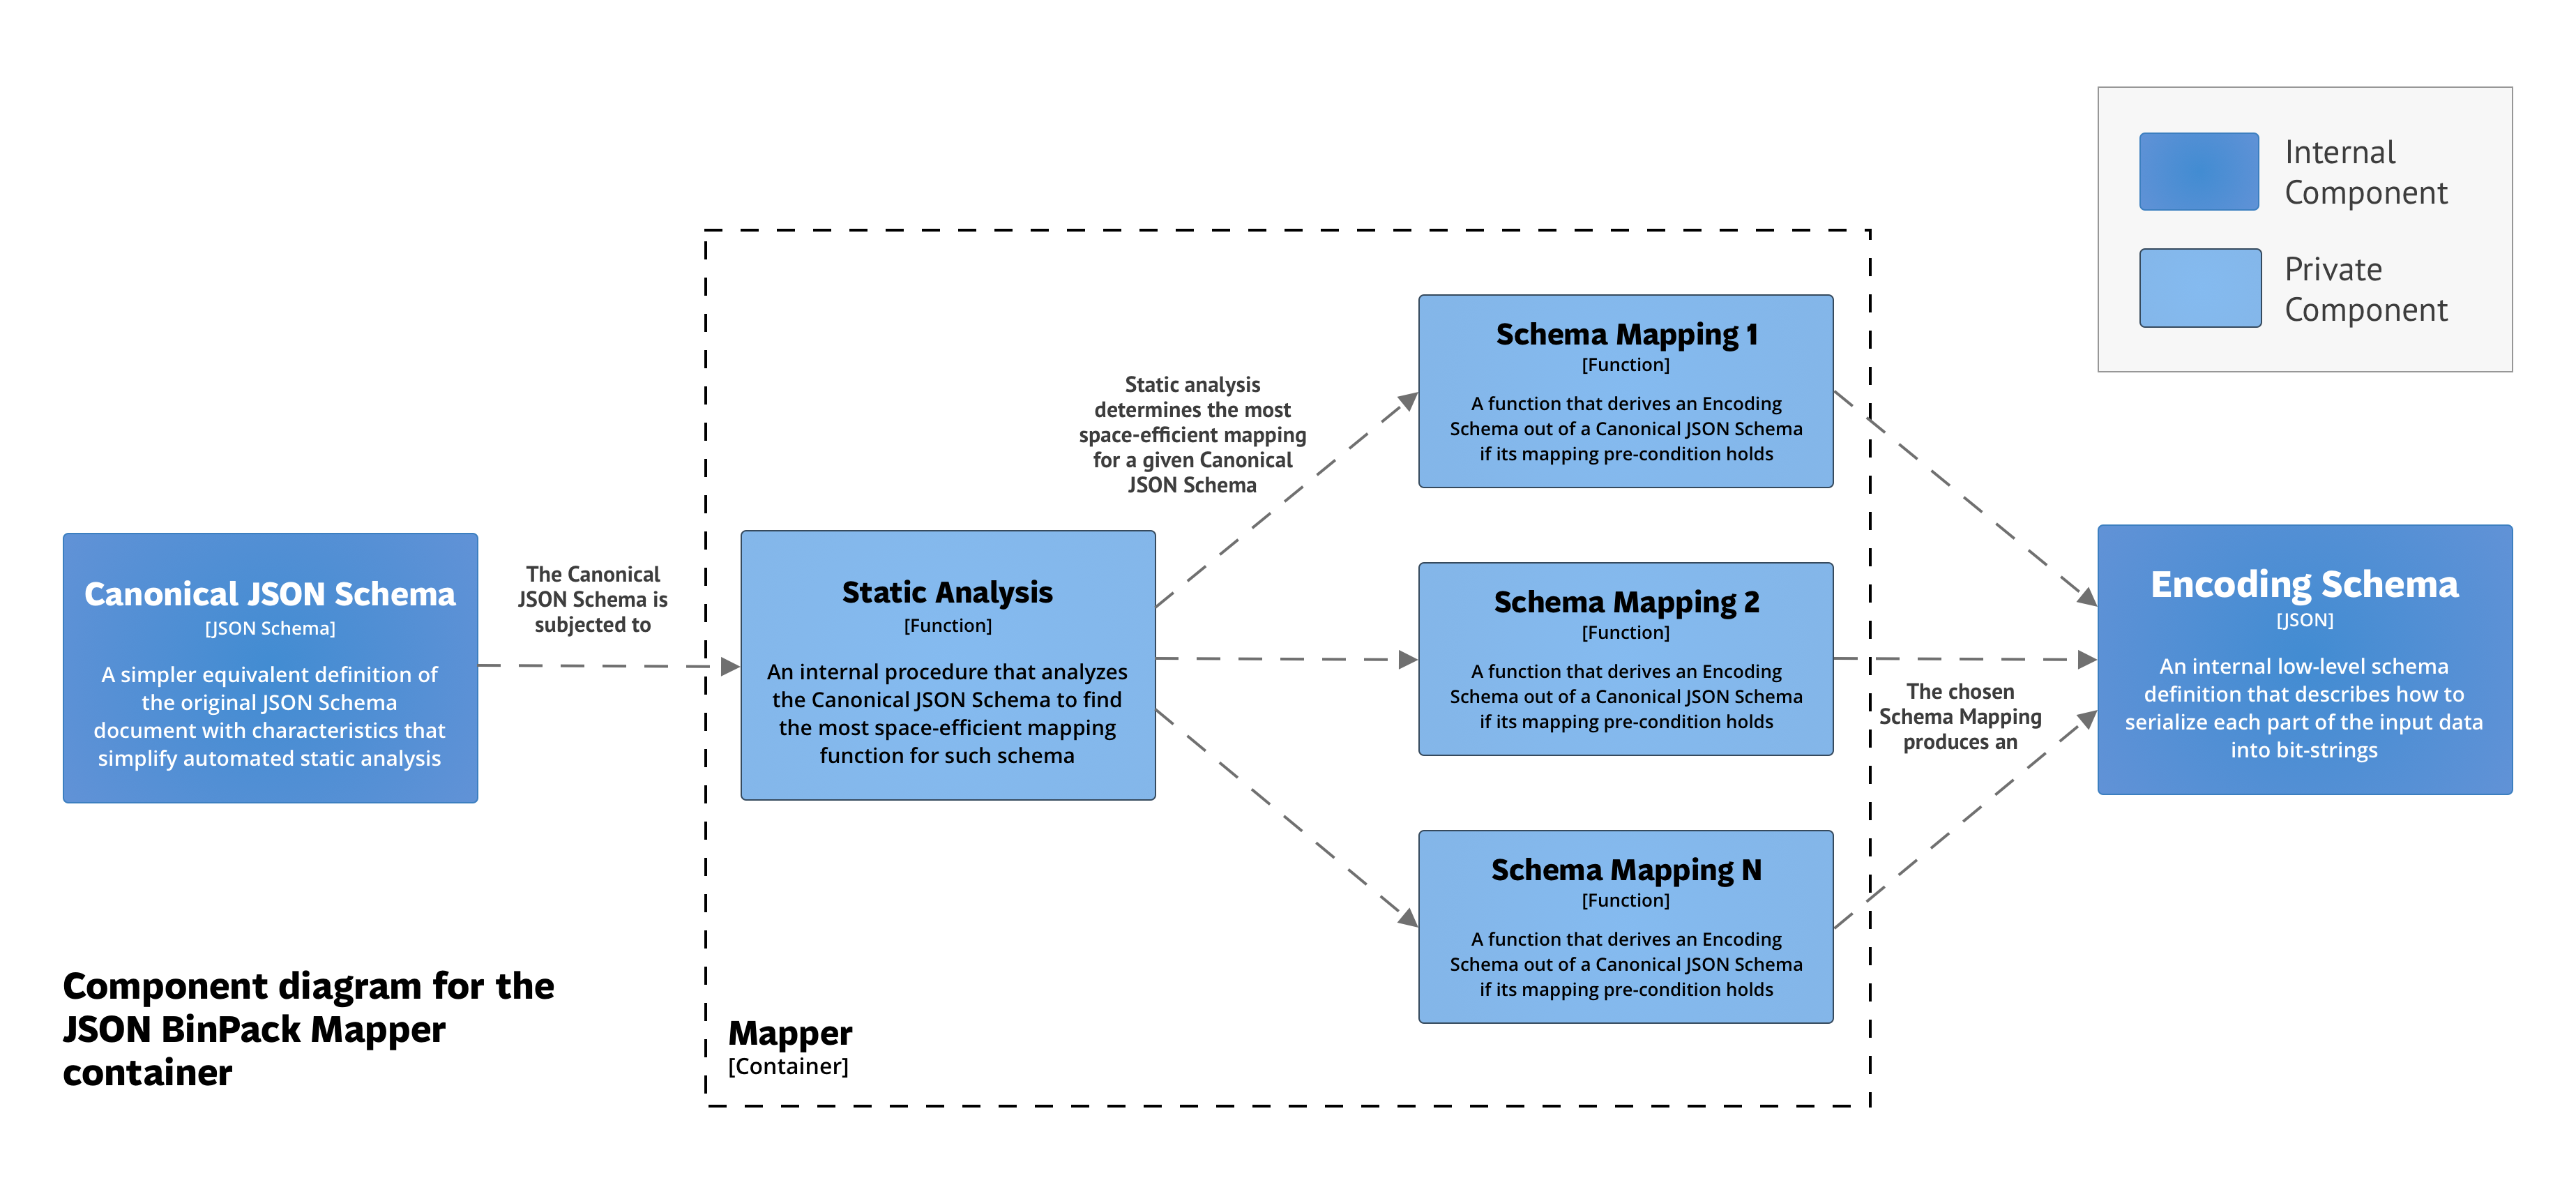 Internal
Component
Private
Component
Canonical JSON Schema
[JSON Schema]
A simpler equivalent definition of
the original JSON Schema
document with characteristics that
simplify automated static analysis
The Canonical
JSON Schema is
subjected to
Static Analysis
[Function]
An internal procedure that analyzes
the Canonical JSON Schema to find
the most space-efficient mapping
function for such schema
Static analysis
determines the most
space-efficient mapping
for a given Canonical
JSON Schema
Schema Mapping 1
[Function]
A function that derives an Encoding
Schema out of a Canonical JSON Schema
if its mapping pre-condition holds
Schema Mapping 2
[Function]
A function that derives an Encoding
Schema out of a Canonical JSON Schema
if its mapping pre-condition holds
Schema Mapping N
[Function]
A function that derives an Encoding
Schema out of a Canonical JSON Schema
if its mapping pre-condition holds
The chosen
Schema Mapping
produces an
Encoding Schema
[JSON]
An internal low-level schema
definition that describes how to
serialize each part of the input data
into bit-strings
Mapper
[Container]
Component diagram for the
JSON BinPack Mapper
container